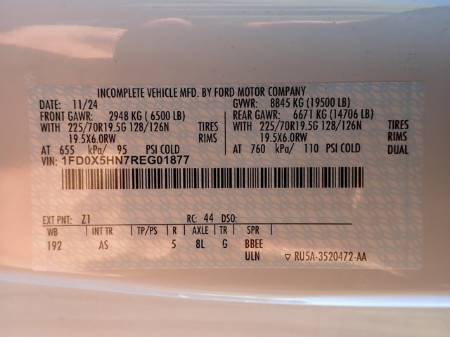 INCOMPLETE VEHICLE MFD. BY FORD MOTOR COMPANY
DATE: 11/24 GVWR: 8845 KG (19500 LB)
FRONT GAWR: 2948 KG ( 6500 LB) REAR GAWR: 6671 KG (14706 LB)
WITH 225/70R19.5G 128/126N TIRES WITH 225/70R19.5G 128/126N TIRES
19.5X6.0RW RIMS 19.5X6.0RW RIMS
AT 655 kPa/ 95 PSI COLD AT 760 kPa/ 110 PSI COLD DUAL
VIN: 1FD0X5HN7REG01877
EXT PNT: Z1 RC: 44 DSO:
WB INT TR TP/PS R AXLE TR SPR
192 AS 5 8L G BBEE
ULN ▽ RU5A-3520472-AA